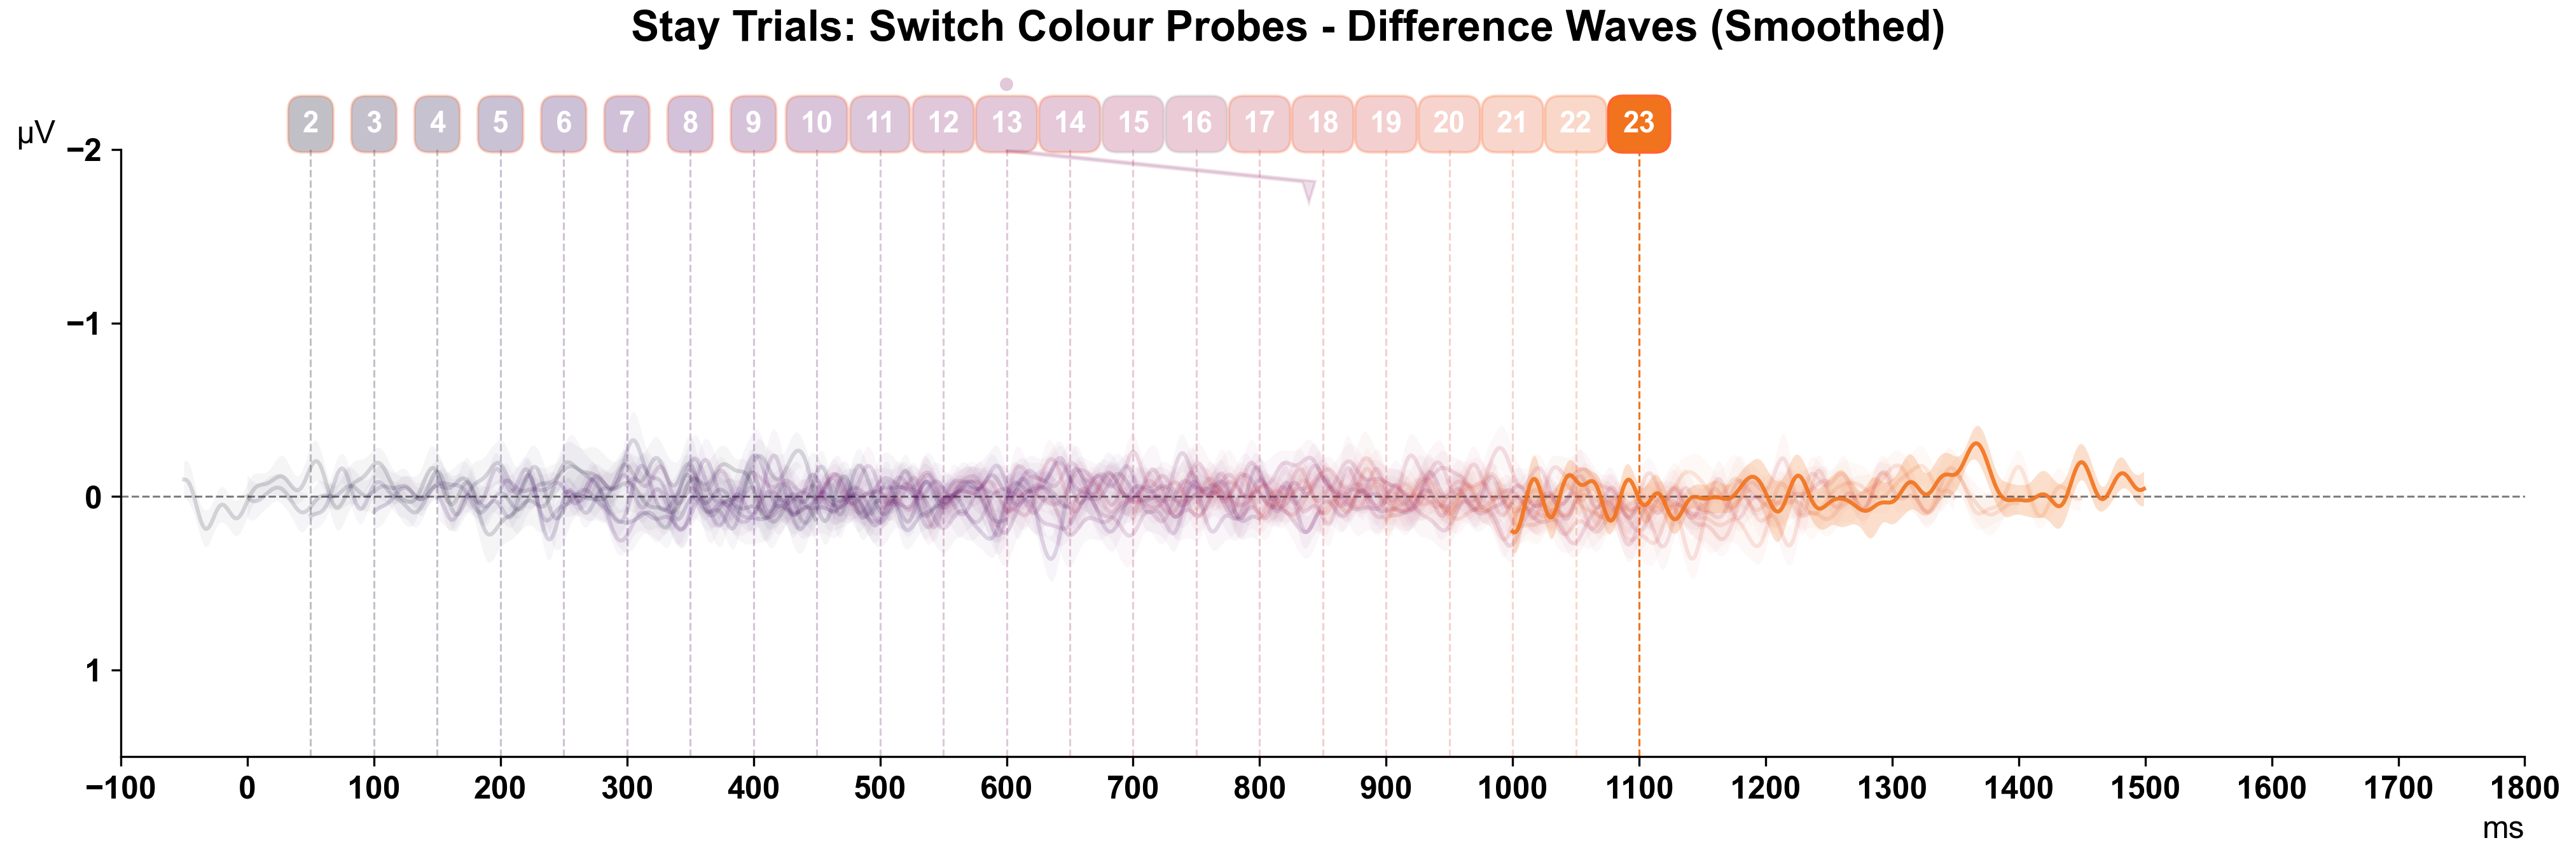 Stay Trials: Switch Colour Probes - Difference Waves (Smoothed)
2 3 4 5 6 7 8 9 10 11 12 13 14 15 16 17 18 19 20 21 22 23
µV
−2
−1
0
1
−100 0 100 200 300 400 500 600 700 800 900 1000 1100 1200 1300 1400 1500 1600 1700 1800
ms